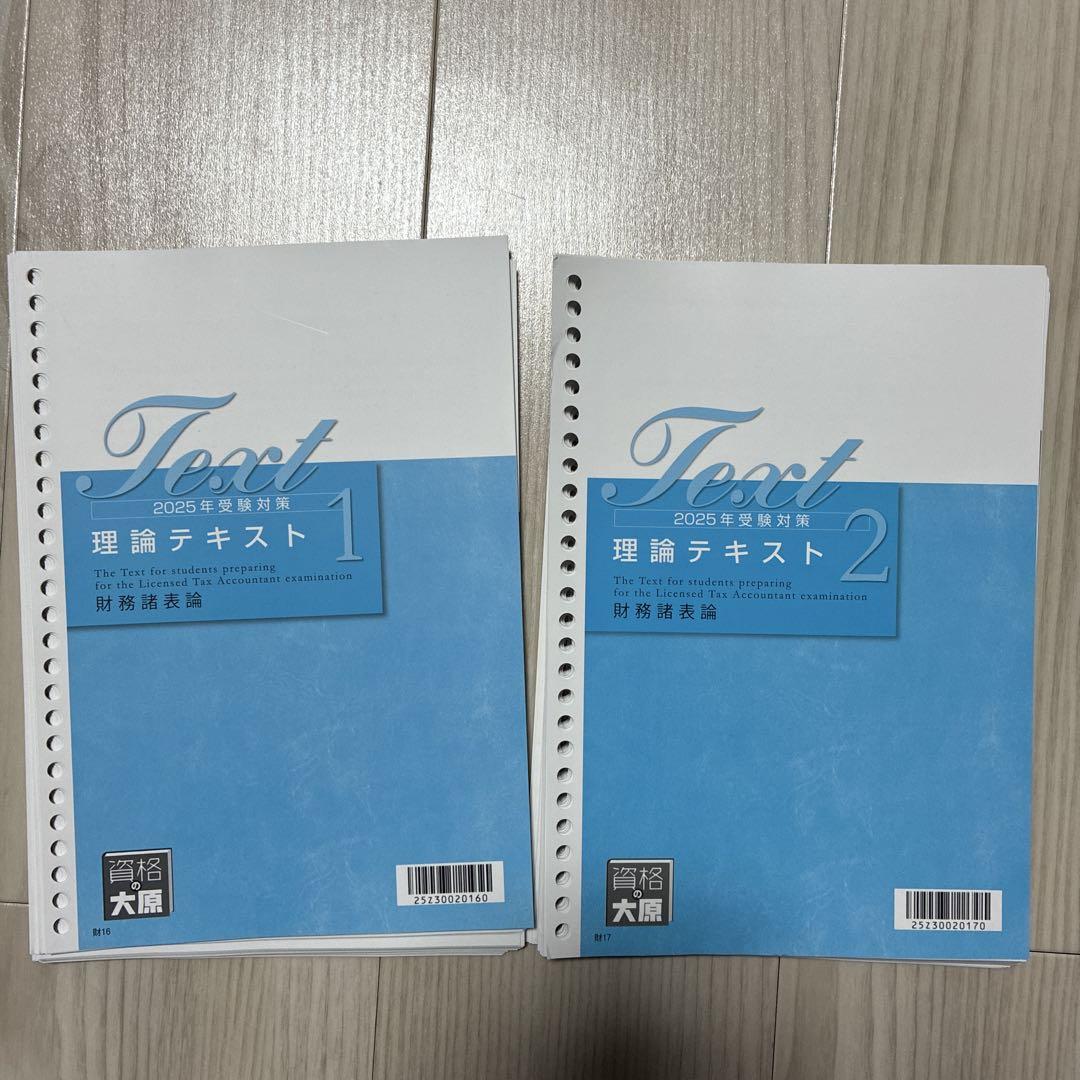 Text
2025年受験対策
理論テキスト 1
The Text for students preparing
for the Licensed Tax Accountant examination
財務諸表論
資格
の
大原
25Z30020160
財16
Text
2025年受験対策
理論テキスト 2
The Text for students preparing
for the Licensed Tax Accountant examination
財務諸表論
資格
の
大原
25Z30020170
財17